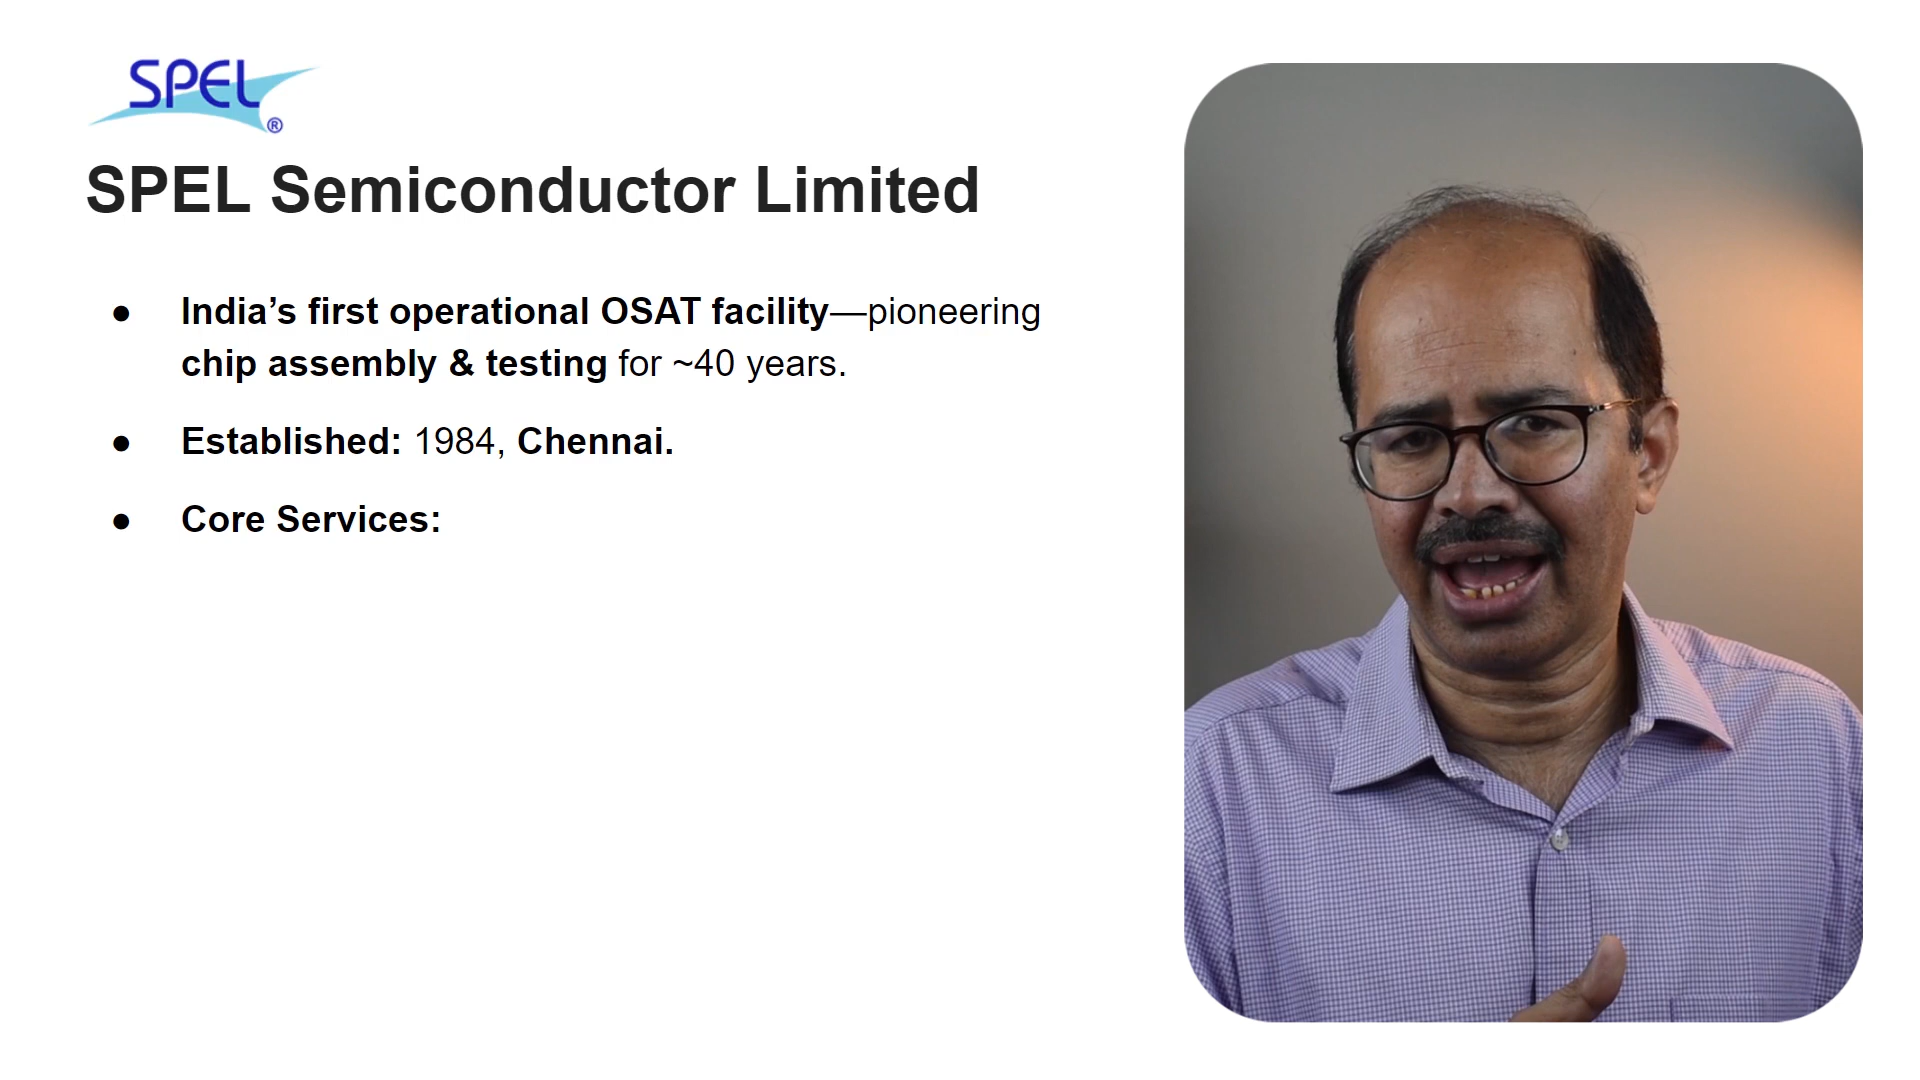 SPEL
®
SPEL Semiconductor Limited
● India’s first operational OSAT facility—pioneering
chip assembly & testing for ~40 years.
● Established: 1984, Chennai.
● Core Services: